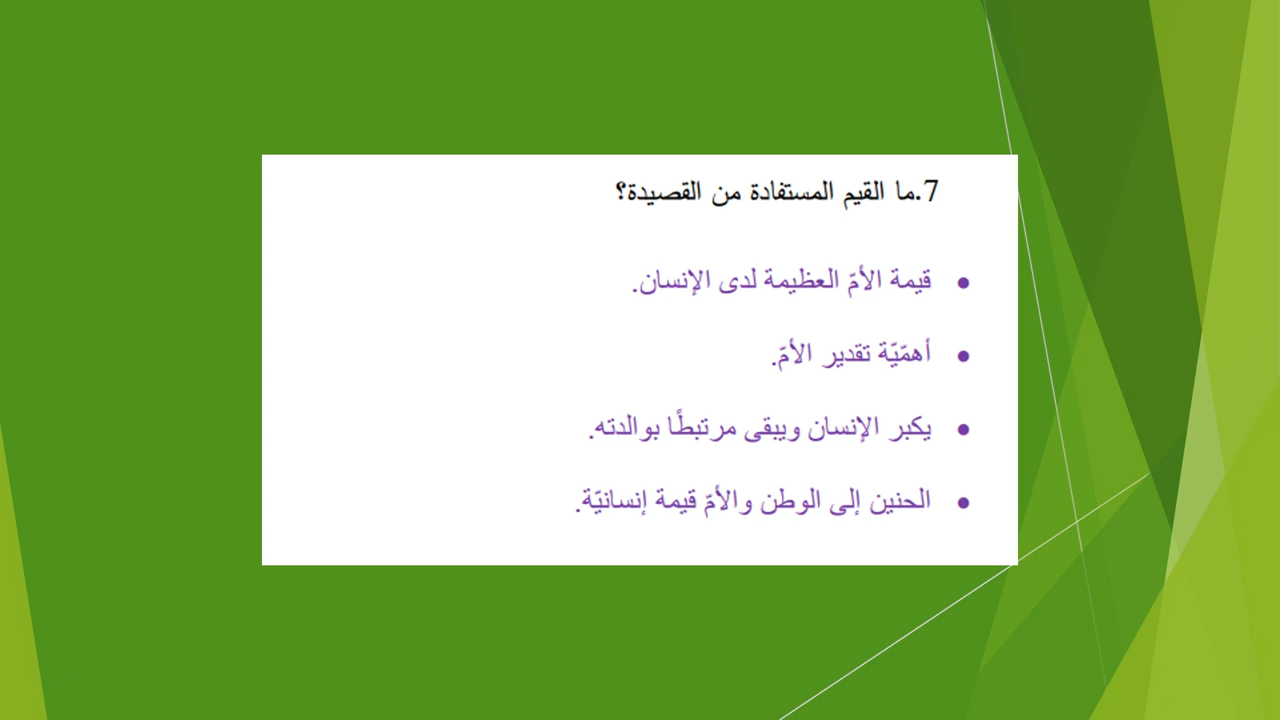 7.ما القيم المستفادة من القصيدة؟
• قيمة الأمّ العظيمة لدى الإنسان.
• أهمّيّة تقدير الأمّ.
• يكبر الإنسان ويبقى مرتبطًا بوالدته.
• الحنين إلى الوطن والأمّ قيمة إنسانيّة.